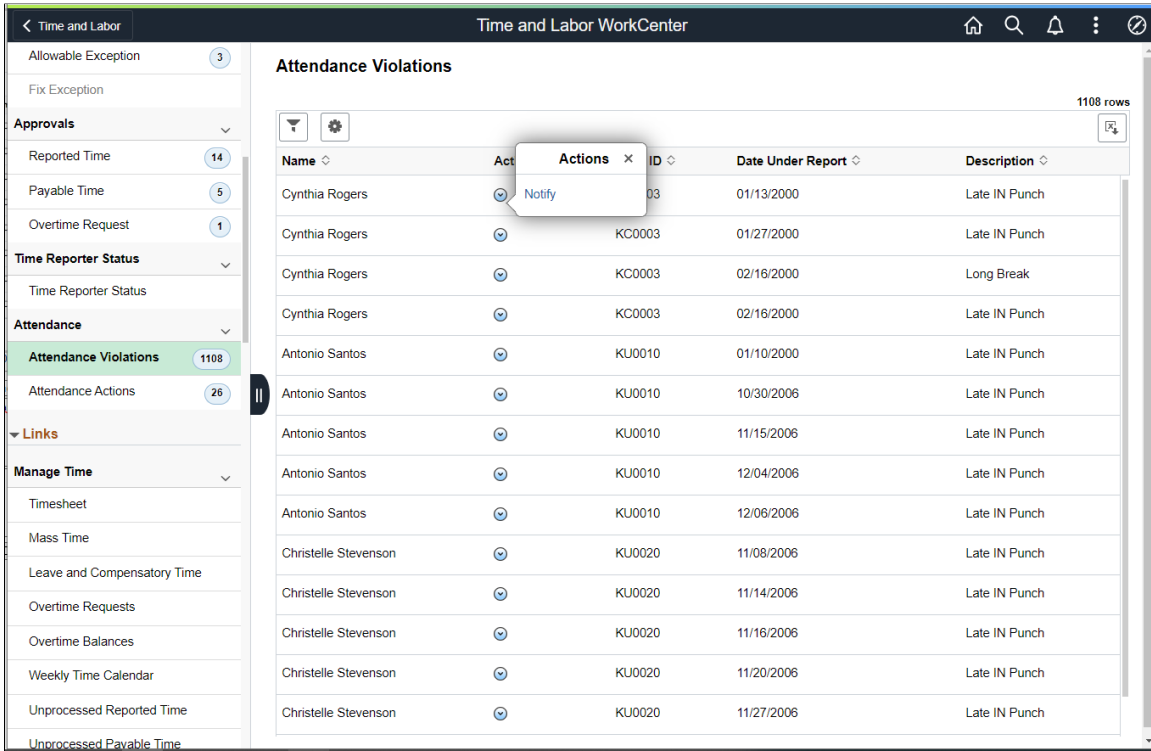 Time and Labor
Time and Labor WorkCenter
Allowable Exception 3
Fix Exception
Approvals
Reported Time 14
Payable Time 5
Overtime Request 1
Time Reporter Status
Time Reporter Status
Attendance
Attendance Violations 1108
Attendance Actions 26
Links
Manage Time
Timesheet
Mass Time
Leave and Compensatory Time
Overtime Requests
Overtime Balances
Weekly Time Calendar
Unprocessed Reported Time
Unprocessed Payable Time
Attendance Violations
1108 rows
Name Act ID Date Under Report Description
Actions ×
Notify
Cynthia Rogers 03 01/13/2000 Late IN Punch
Cynthia Rogers KC0003 01/27/2000 Late IN Punch
Cynthia Rogers KC0003 02/16/2000 Long Break
Cynthia Rogers KC0003 02/16/2000 Late IN Punch
Antonio Santos KU0010 01/10/2000 Late IN Punch
Antonio Santos KU0010 10/30/2006 Late IN Punch
Antonio Santos KU0010 11/15/2006 Late IN Punch
Antonio Santos KU0010 12/04/2006 Late IN Punch
Antonio Santos KU0010 12/06/2006 Late IN Punch
Christelle Stevenson KU0020 11/08/2006 Late IN Punch
Christelle Stevenson KU0020 11/14/2006 Late IN Punch
Christelle Stevenson KU0020 11/16/2006 Late IN Punch
Christelle Stevenson KU0020 11/20/2006 Late IN Punch
Christelle Stevenson KU0020 11/27/2006 Late IN Punch